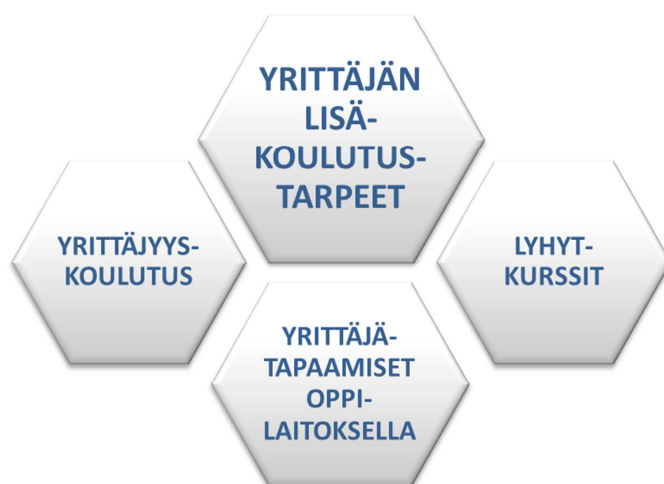 YRITTÄJÄN
LISÄ-
KOULUTUS-
TARPEET
YRITTÄJYYS-
KOULUTUS
LYHYT-
KURSSIT
YRITTÄJÄ-
TAPAAMISET
OPPI-
LAITOKSELLA